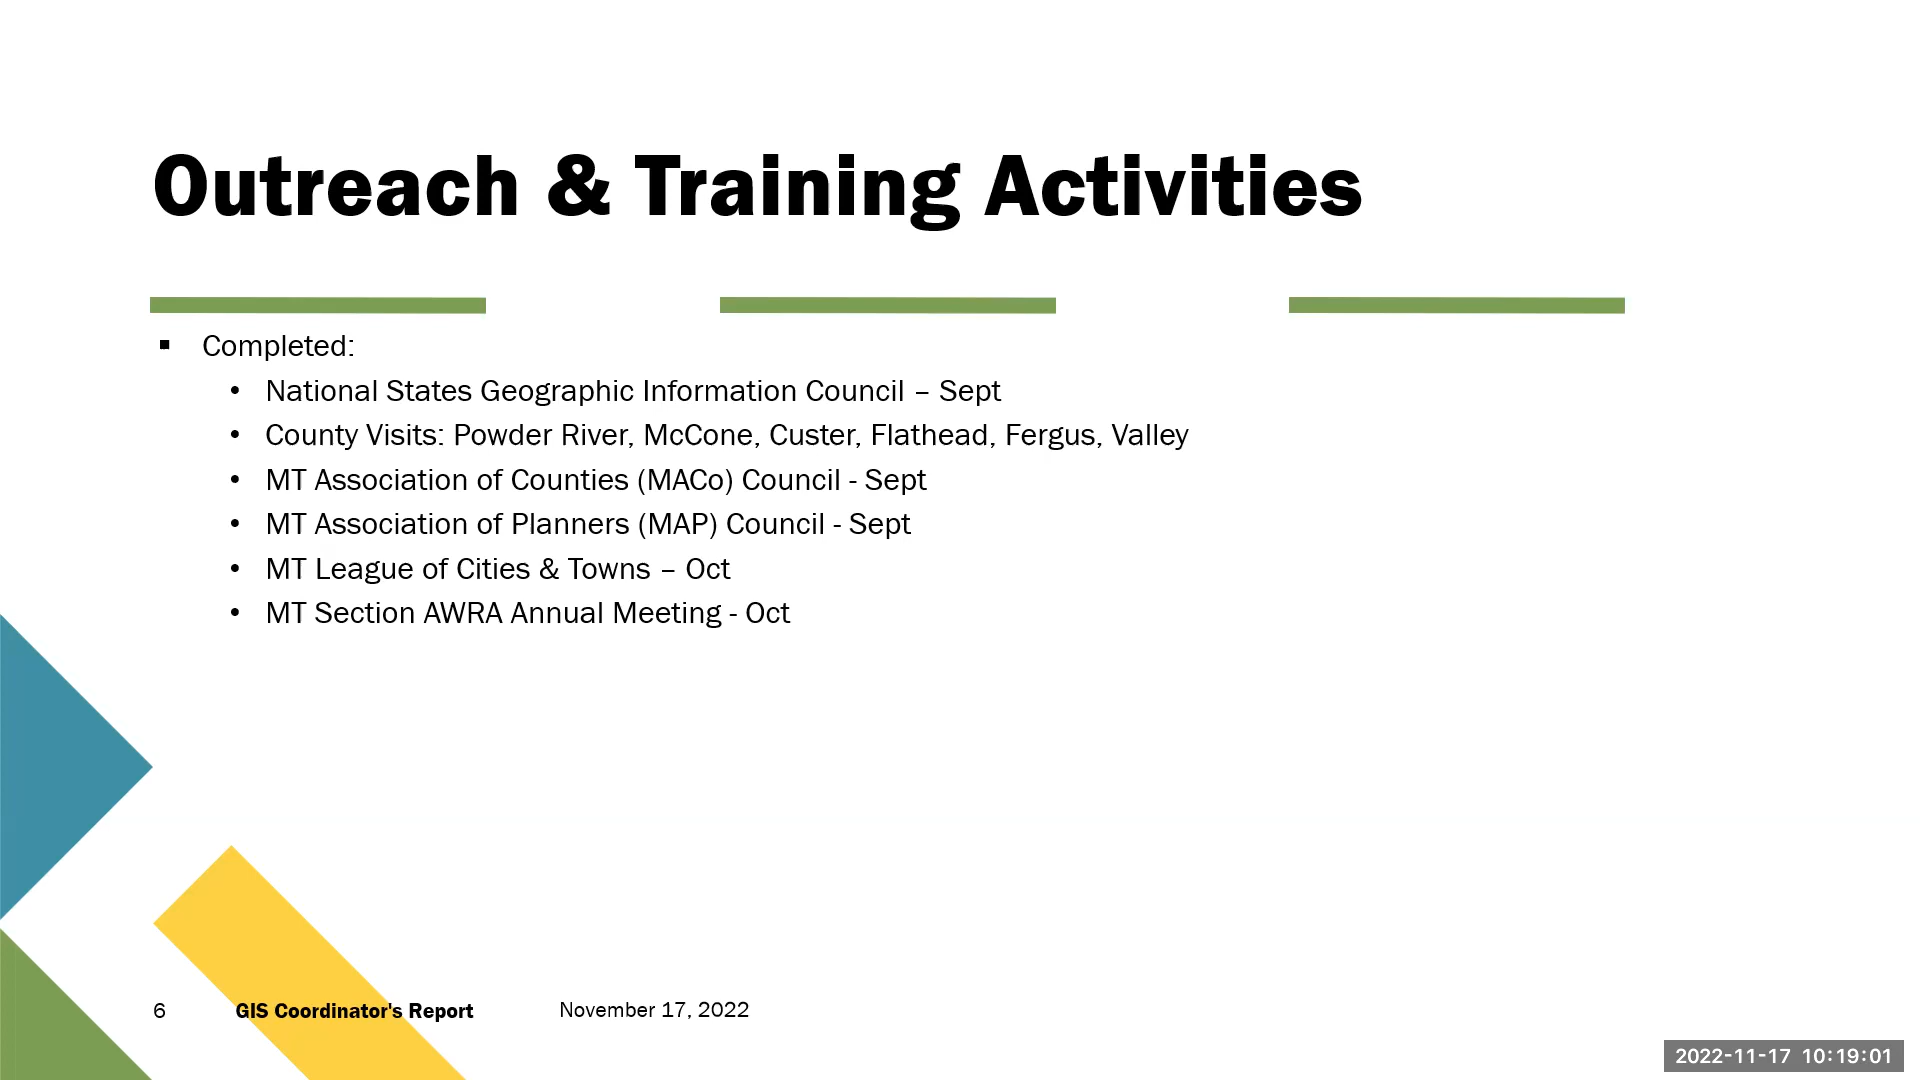 Outreach & Training Activities
▪ Completed:
• National States Geographic Information Council – Sept
• County Visits: Powder River, McCone, Custer, Flathead, Fergus, Valley
• MT Association of Counties (MACo) Council - Sept
• MT Association of Planners (MAP) Council - Sept
• MT League of Cities & Towns – Oct
• MT Section AWRA Annual Meeting - Oct
6 GIS Coordinator's Report November 17, 2022
2022-11-17 10:19:01